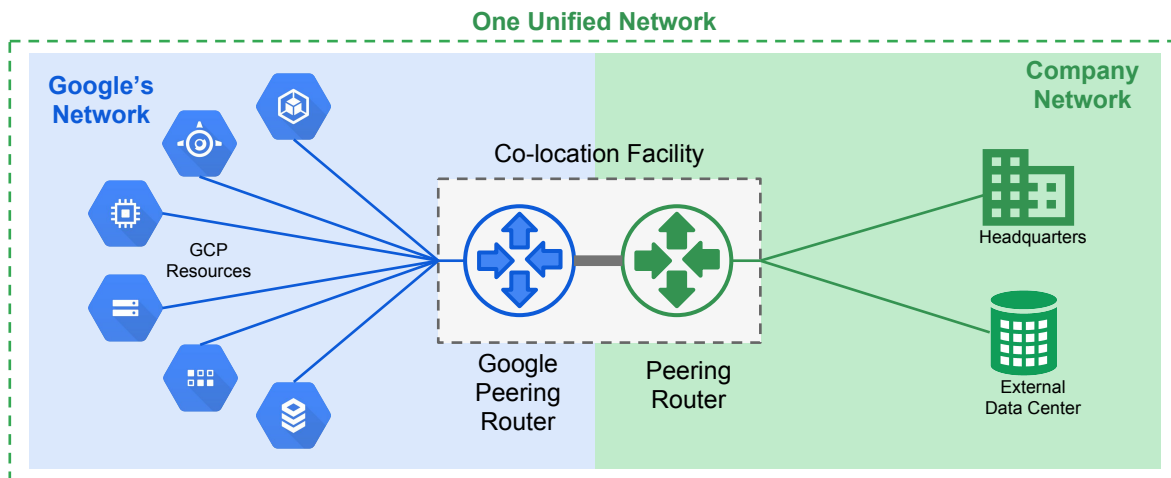 One Unified Network
Google's
Network
Company
Network
Co-location Facility
GCP
Resources
Headquarters
Google
Peering
Router
Peering
Router
External
Data Center